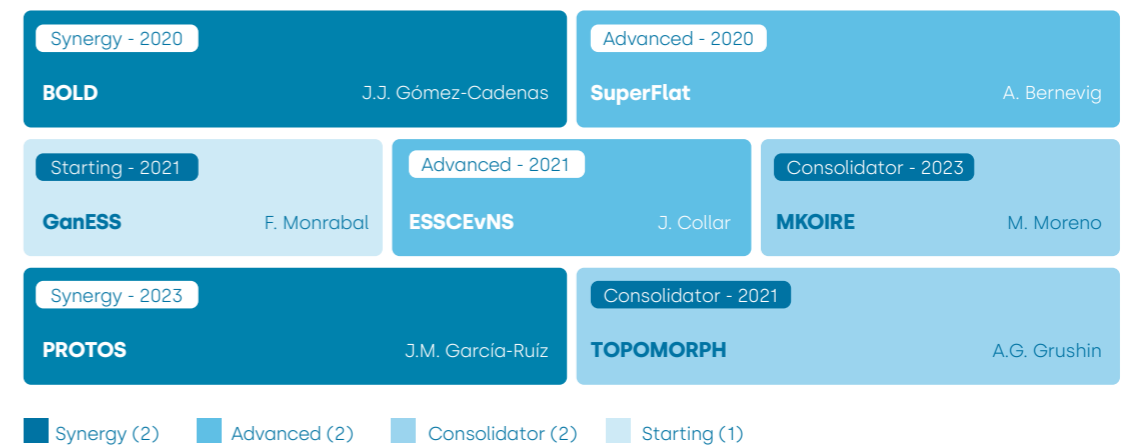 Synergy - 2020
BOLD J.J. Gómez-Cadenas
Advanced - 2020
SuperFlat A. Bernevig
Starting - 2021
GanESS F. Monrabal
Advanced - 2021
ESSCEvNS J. Collar
Consolidator - 2023
MKOIRE M. Moreno
Synergy - 2023
PROTOS J.M. García-Ruíz
Consolidator - 2021
TOPOMORPH A.G. Grushin
Synergy (2) Advanced (2) Consolidator (2) Starting (1)